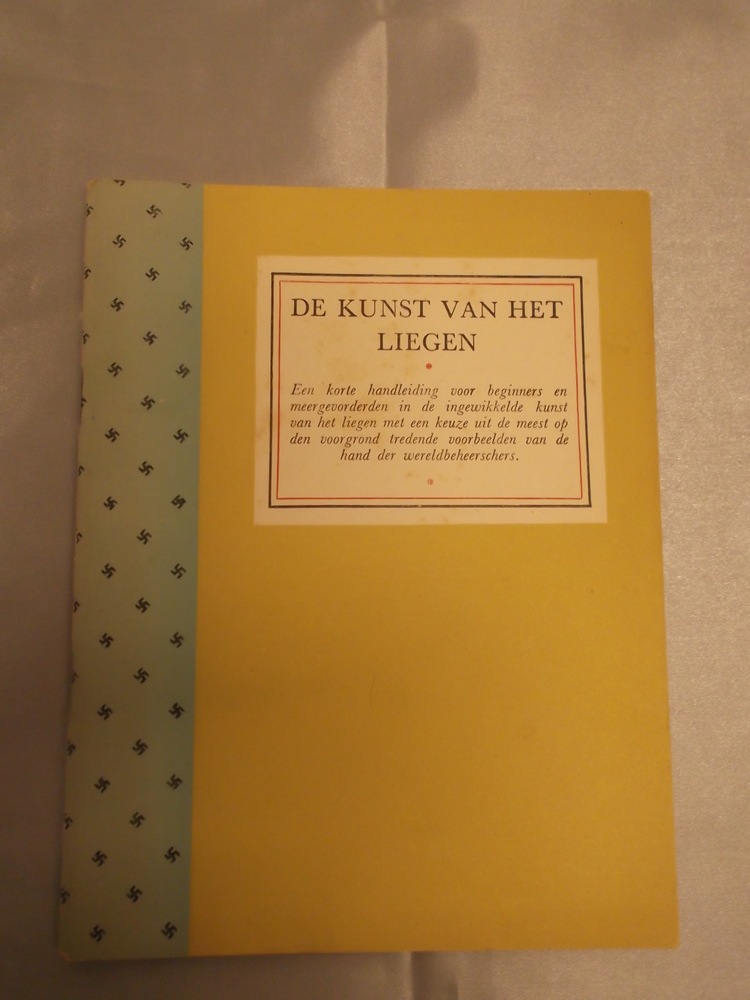 DE KUNST VAN HET
LIEGEN
Een korte handleiding voor beginners en
meergevorderden in de ingewikkelde kunst
van het liegen met een keuze uit de meest op
den voorgrond tredende voorbeelden van de
hand der wereldbeheerschers.